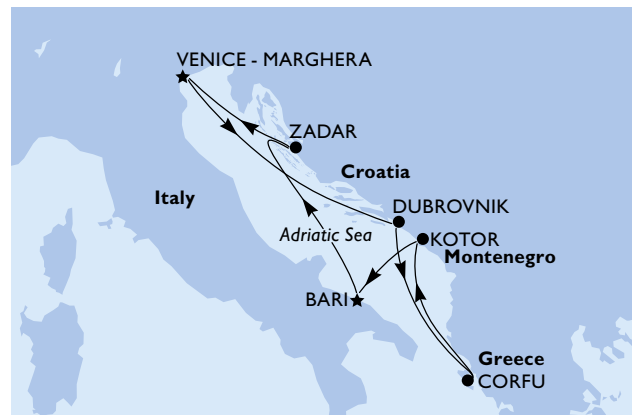 VENICE - MARGHERA
ZADAR
Croatia
Italy
DUBROVNIK
Adriatic Sea
KOTOR
Montenegro
BARI
Greece
CORFU